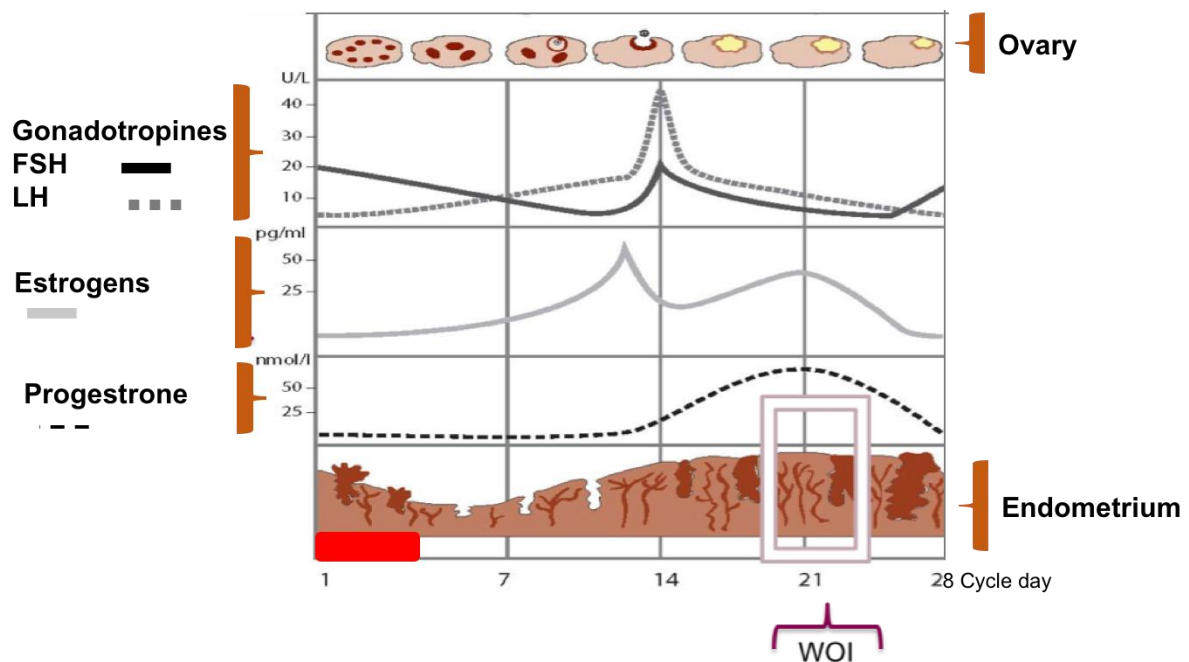 Ovary
U/L
40
30
20
10
Gonadotropines
FSH
LH
pg/ml
50
25
Estrogens
nmol/l
50
25
Progestrone
Endometrium
1 7 14 21 28 Cycle day
WOI